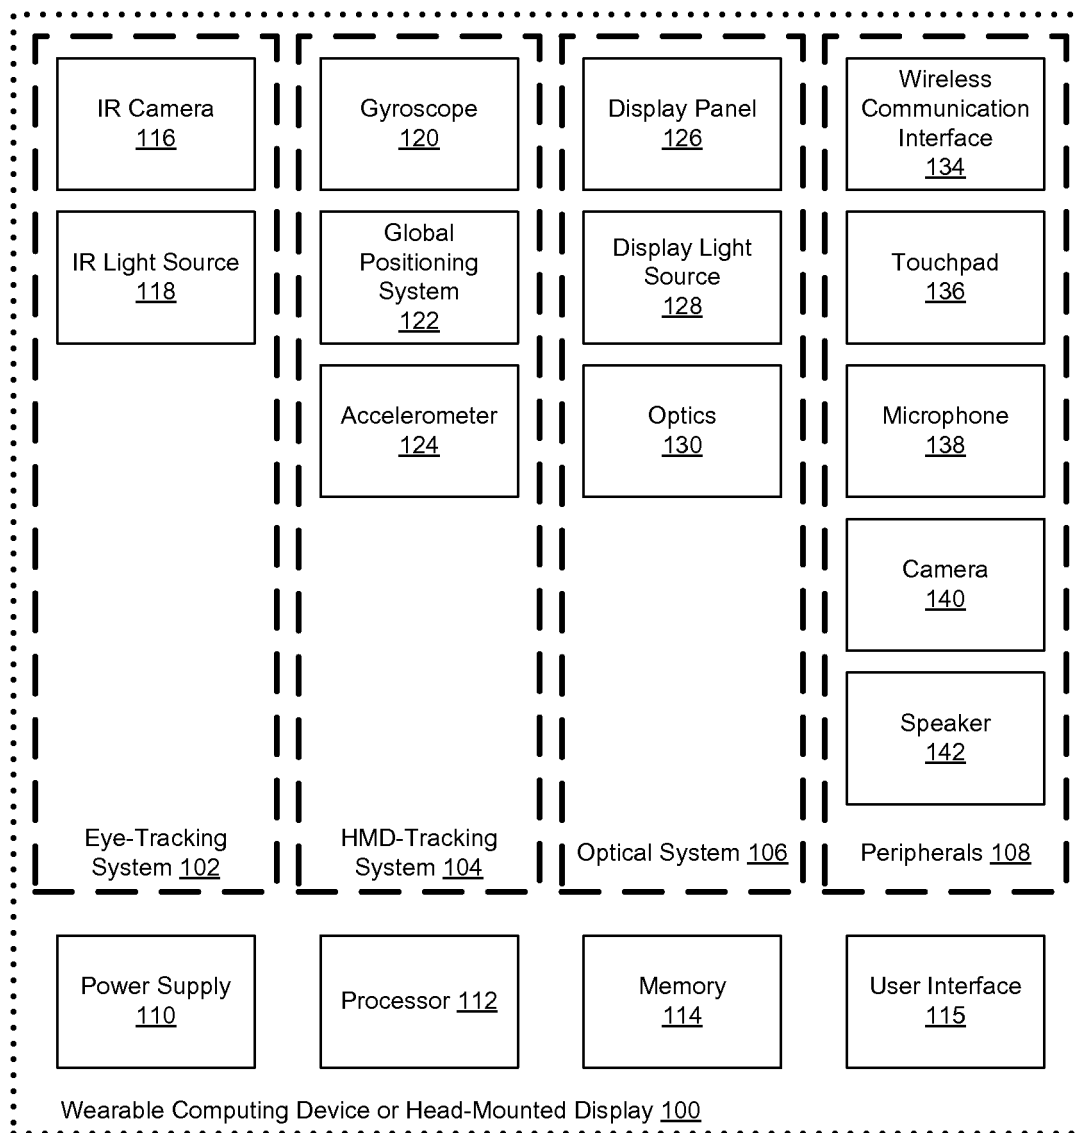 IR Camera
116
IR Light Source
118
Eye-Tracking
System 102
Gyroscope
120
Global
Positioning
System
122
Accelerometer
124
HMD-Tracking
System 104
Display Panel
126
Display Light
Source
128
Optics
130
Optical System 106
Wireless
Communication
Interface
134
Touchpad
136
Microphone
138
Camera
140
Speaker
142
Peripherals 108
Power Supply
110
Processor 112
Memory
114
User Interface
115
Wearable Computing Device or Head-Mounted Display 100